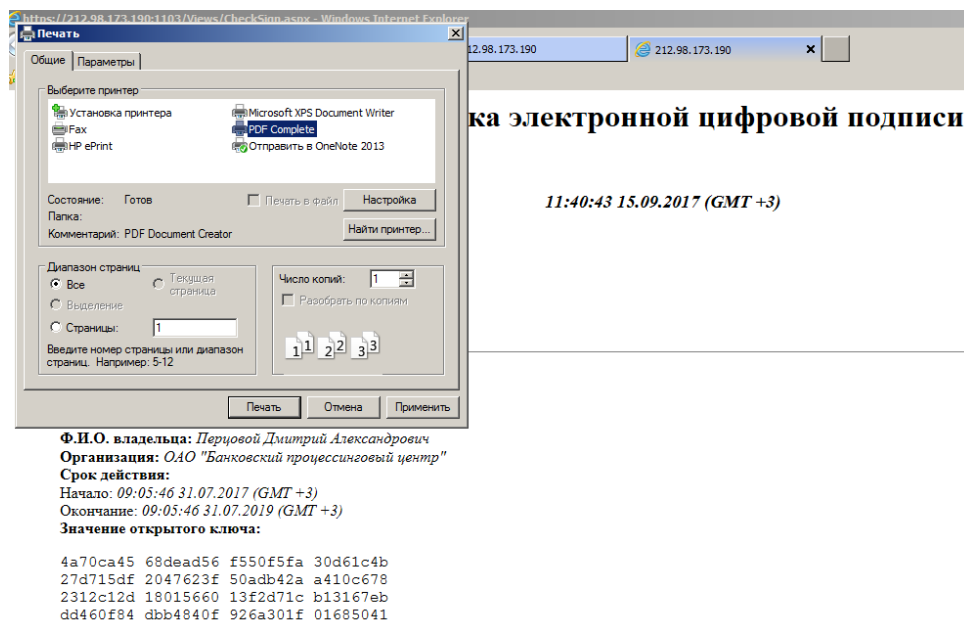 https://212.98.173.190:1103/Views/CheckSign.aspx - Windows Internet Explorer
Печать
Общие Параметры
Выберите принтер
Установка принтера Microsoft XPS Document Writer
Fax PDF Complete
HP ePrint Отправить в OneNote 2013
Состояние: Готов Печать в файл Настройка
Папка:
Комментарий: PDF Document Creator Найти принтер...
Диапазон страниц
Все Текущая страница
Выделение
Страницы: 1
Введите номер страницы или диапазон
страниц. Например: 5-12
Число копий: 1
Разобрать по копиям
1 1 2 2 3 3
Печать Отмена Применить
12.98.173.190 212.98.173.190
ка электронной цифровой подписи
11:40:43 15.09.2017 (GMT +3)
Ф.И.О. владельца: Перцовой Дмитрий Александрович
Организация: ОАО "Банковский процессинговый центр"
Срок действия:
Начало: 09:05:46 31.07.2017 (GMT +3)
Окончание: 09:05:46 31.07.2019 (GMT +3)
Значение открытого ключа:
4a70ca45 68dead56 f550f5fa 30d61c4b
27d715df 2047623f 50adb42a a410c678
2312c12d 18015660 13f2d71c b13167eb
dd460f84 dbb4840f 926a301f 01685041